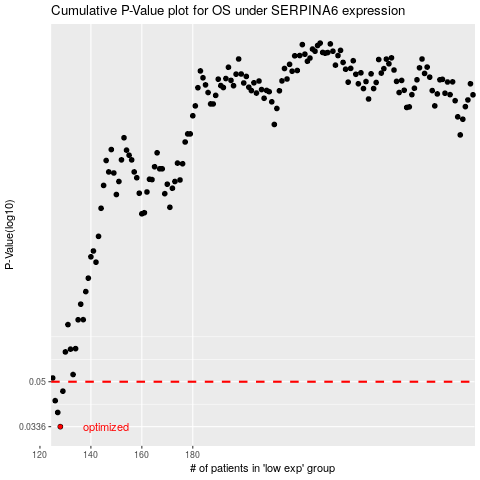 Cumulative P-Value plot for OS under SERPINA6 expression
P-Value(log10)
0.05
0.0336
optimized
120 140 160 180
# of patients in 'low exp' group